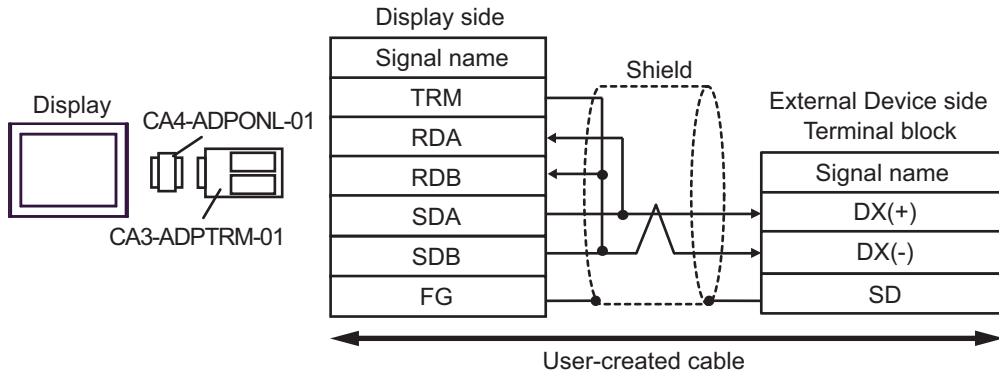 Display side
Signal name
TRM
RDA
RDB
SDA
SDB
FG
Shield
Display
CA4-ADPONL-01
CA3-ADPTRM-01
External Device side
Terminal block
Signal name
DX(+)
DX(-)
SD
User-created cable